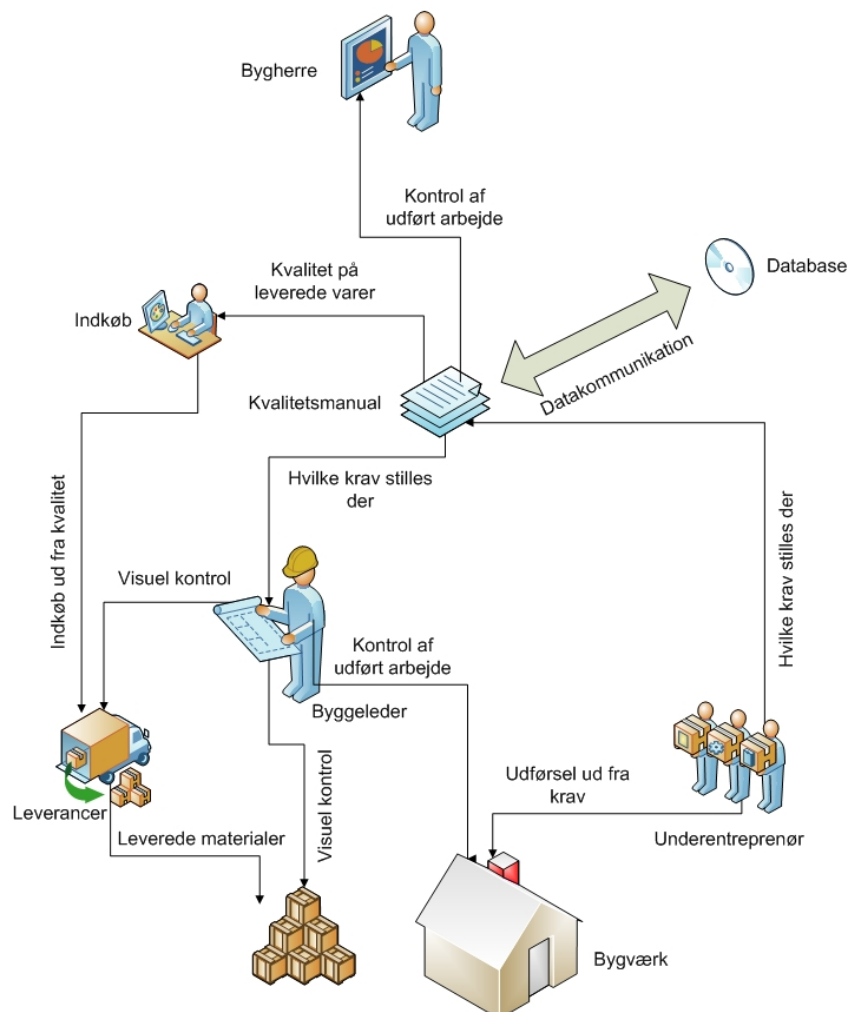 Bygherre
Kontrol af
udført arbejde
Kvalitet på
leverede varer
Database
Indkøb
Datakommunikation
Kvalitetsmanual
Hvilke krav stilles
der
Indkøb ud fra kvalitet
Hvilke krav stilles der
Visuel kontrol
Kontrol af
udført arbejde
Byggeleder
Leverancer
Leverede materialer
Visuel kontrol
Udførsel ud fra
krav
Underentreprenør
Bygværk